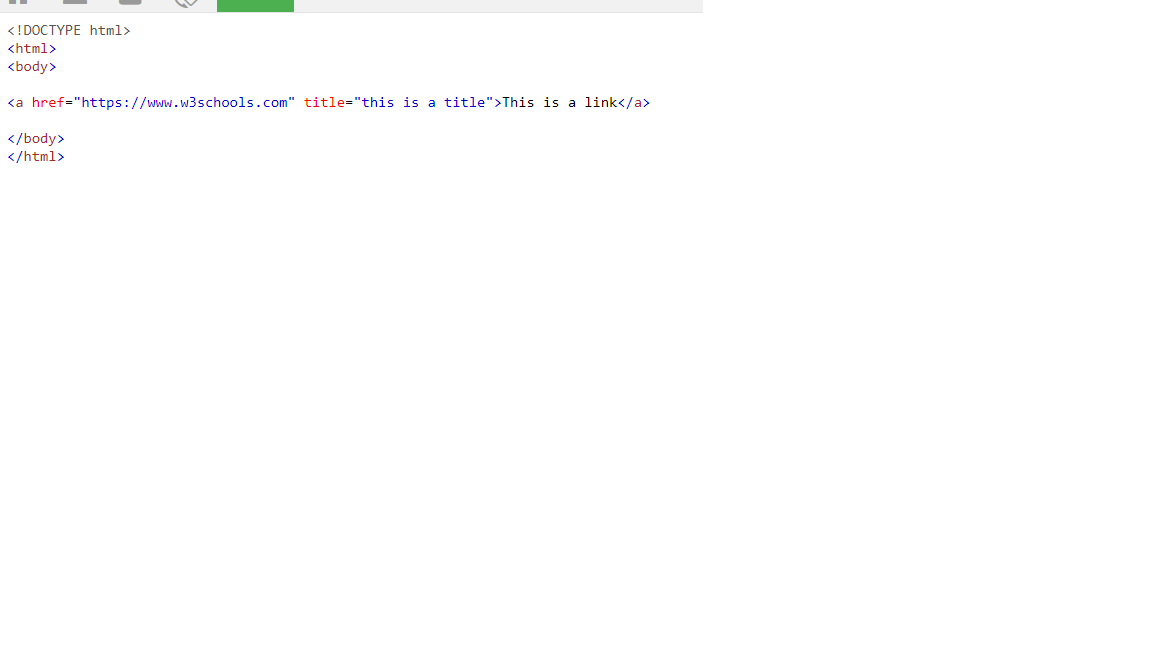 <!DOCTYPE html>
<html>
<body>
<a href="https://www.w3schools.com" title="this is a title">This is a link</a>
</body>
</html>